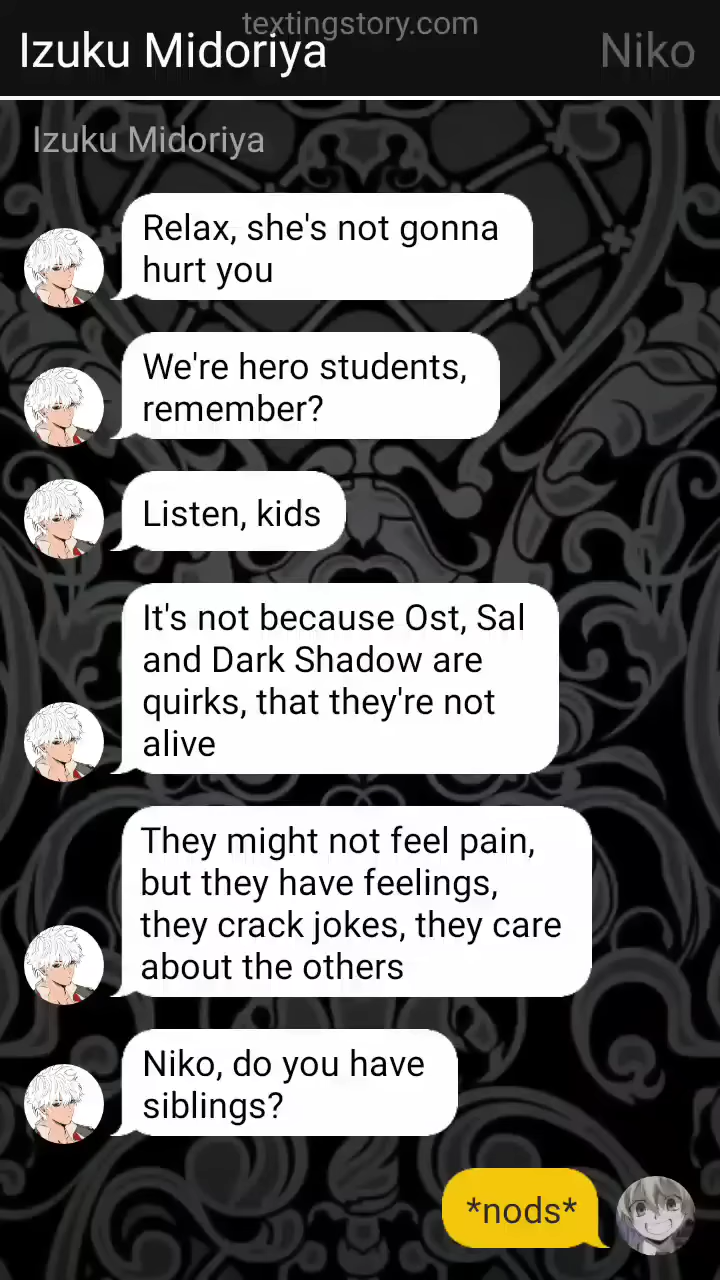 textingstory.com
Izuku Midoriya
Niko
Izuku Midoriya
Relax, she's not gonna
hurt you
We're hero students,
remember?
Listen, kids
It's not because Ost, Sal
and Dark Shadow are
quirks, that they're not
alive
They might not feel pain,
but they have feelings,
they crack jokes, they care
about the others
Niko, do you have
siblings?
*nods*